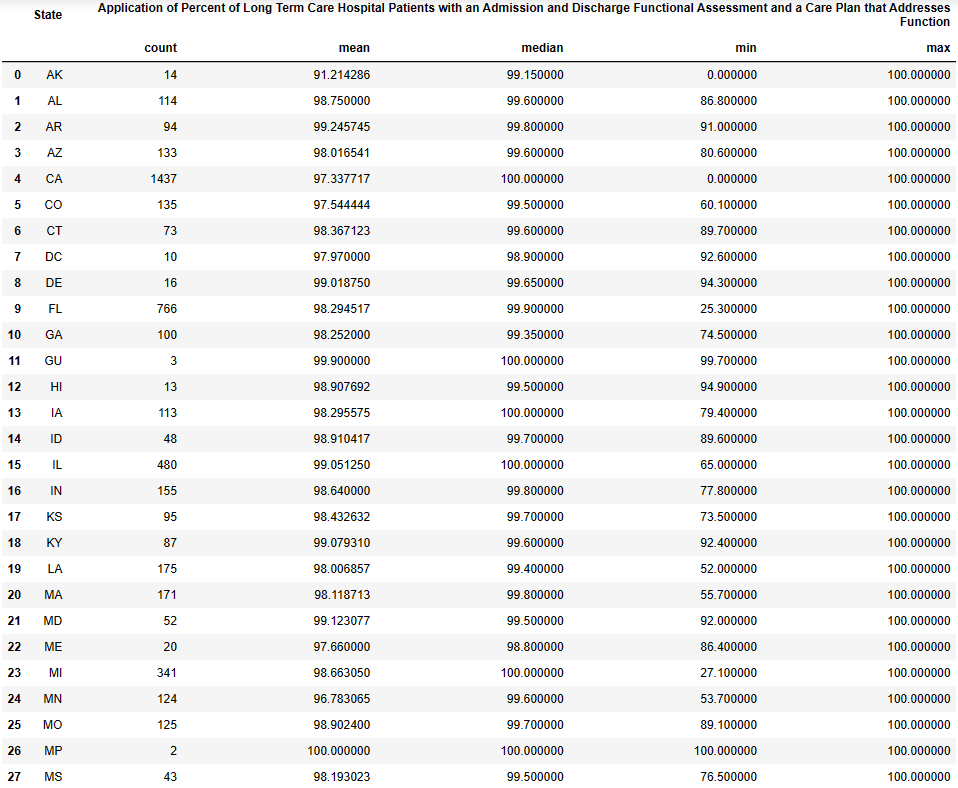 State Application of Percent of Long Term Care Hospital Patients with an Admission and Discharge Functional Assessment and a Care Plan that Addresses
Function
count mean median min max
0 AK 14 91.214286 99.150000 0.000000 100.000000
1 AL 114 98.750000 99.600000 86.800000 100.000000
2 AR 94 99.245745 99.800000 91.000000 100.000000
3 AZ 133 98.016541 99.600000 80.600000 100.000000
4 CA 1437 97.337717 100.000000 0.000000 100.000000
5 CO 135 97.544444 99.500000 60.100000 100.000000
6 CT 73 98.367123 99.600000 89.700000 100.000000
7 DC 10 97.970000 98.900000 92.600000 100.000000
8 DE 16 99.018750 99.650000 94.300000 100.000000
9 FL 766 98.294517 99.900000 25.300000 100.000000
10 GA 100 98.252000 99.350000 74.500000 100.000000
11 GU 3 99.900000 100.000000 99.700000 100.000000
12 HI 13 98.907692 99.500000 94.900000 100.000000
13 IA 113 98.295575 100.000000 79.400000 100.000000
14 ID 48 98.910417 99.700000 89.600000 100.000000
15 IL 480 99.051250 100.000000 65.000000 100.000000
16 IN 155 98.640000 99.800000 77.800000 100.000000
17 KS 95 98.432632 99.700000 73.500000 100.000000
18 KY 87 99.079310 99.600000 92.400000 100.000000
19 LA 175 98.006857 99.400000 52.000000 100.000000
20 MA 171 98.118713 99.800000 55.700000 100.000000
21 MD 52 99.123077 99.500000 92.000000 100.000000
22 ME 20 97.660000 98.800000 86.400000 100.000000
23 MI 341 98.663050 100.000000 27.100000 100.000000
24 MN 124 96.783065 99.600000 53.700000 100.000000
25 MO 125 98.902400 99.700000 89.100000 100.000000
26 MP 2 100.000000 100.000000 100.000000 100.000000
27 MS 43 98.193023 99.500000 76.500000 100.000000